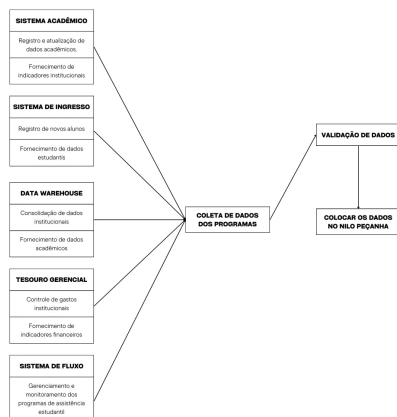 SISTEMA ACADÊMICO
Registro e atualização de
dados acadêmicos.
Fornecimento de
indicadores institucionais
SISTEMA DE INGRESSO
Registro de novos alunos
Fornecimento de dados
estudantis
DATA WAREHOUSE
Consolidação de dados
institucionais
Fornecimento de dados
acadêmicos
TESOURO GERENCIAL
Controle de gastos
institucionais
Fornecimento de
indicadores financeiros
SISTEMA DE FLUXO
Gerenciamento e
monitoramento dos
programas de assistência
estudantil
COLETA DE DADOS
DOS PROGRAMAS
VALIDAÇÃO DE DADOS
COLOCAR OS DADOS
NO NILO PEÇANHA